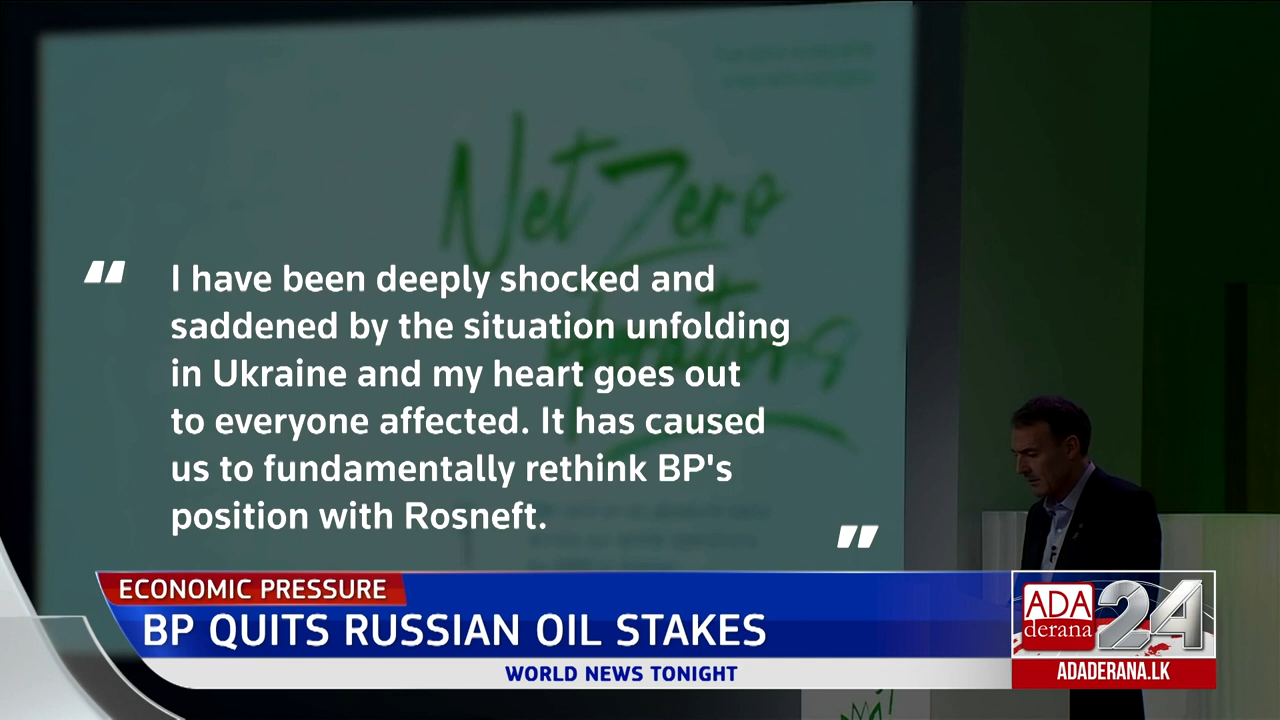 Net Zero
“
I have been deeply shocked and
saddened by the situation unfolding
in Ukraine and my heart goes out
to everyone affected. It has caused
us to fundamentally rethink BP's
position with Rosneft.
”
ECONOMIC PRESSURE
BP QUITS RUSSIAN OIL STAKES
WORLD NEWS TONIGHT
ADA
derana
24
ADADERANA.LK